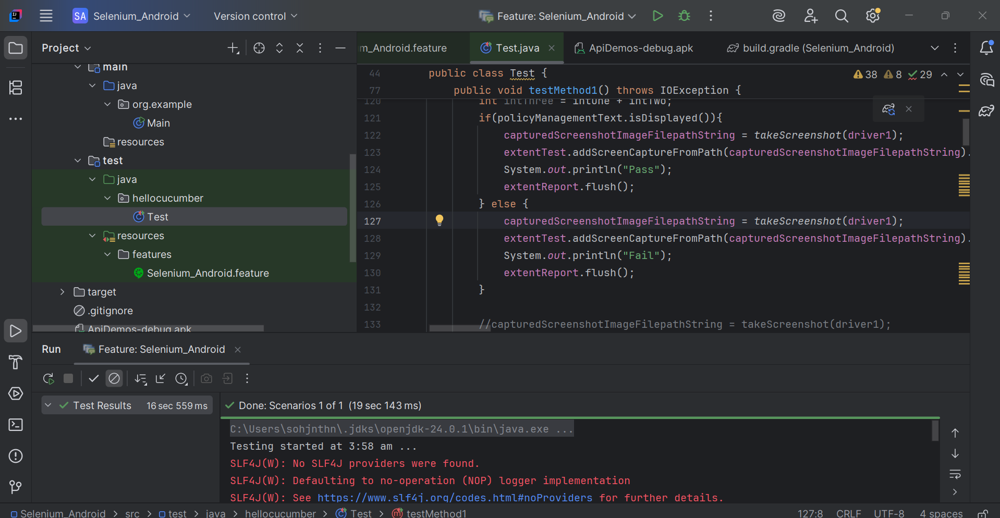 SA Selenium_Android Version control Feature: Selenium_Android
Project
main
java
org.example
Main
resources
test
java
hellocucumber
Test
resources
features
Selenium_Android.feature
target
.gitignore
ApiDemos-debug.apk
m_Android.feature Test.java ApiDemos-debug.apk build.gradle (Selenium_Android)
38 8 29
44 public class Test {
77 public void testMethod1() throws IOException {
120 int intThree = intOne + intTwo;
121 if(policyManagementText.isDisplayed()){
122 capturedScreenshotImageFilepathString = takeScreenshot(driver1);
123 extentTest.addScreenCaptureFromPath(capturedScreenshotImageFilepathString).
124 System.out.println("Pass");
125 extentReport.flush();
126 } else {
127 capturedScreenshotImageFilepathString = takeScreenshot(driver1);
128 extentTest.addScreenCaptureFromPath(capturedScreenshotImageFilepathString).
129 System.out.println("Fail");
130 extentReport.flush();
131 }
132
133 //capturedScreenshotImageFilepathString = takeScreenshot(driver1);
Run Feature: Selenium_Android
Test Results 16 sec 559 ms
Done: Scenarios 1 of 1 (19 sec 143 ms)
C:\Users\sohjnthn\.jdks\openjdk-24.0.1\bin\java.exe ...
Testing started at 3:58 am ...
SLF4J(W): No SLF4J providers were found.
SLF4J(W): Defaulting to no-operation (NOP) logger implementation
SLF4J(W): See https://www.slf4j.org/codes.html#noProviders for further details.
Selenium_Android > src > test > java > hellocucumber > Test > testMethod1 127:8 CRLF UTF-8 4 spaces